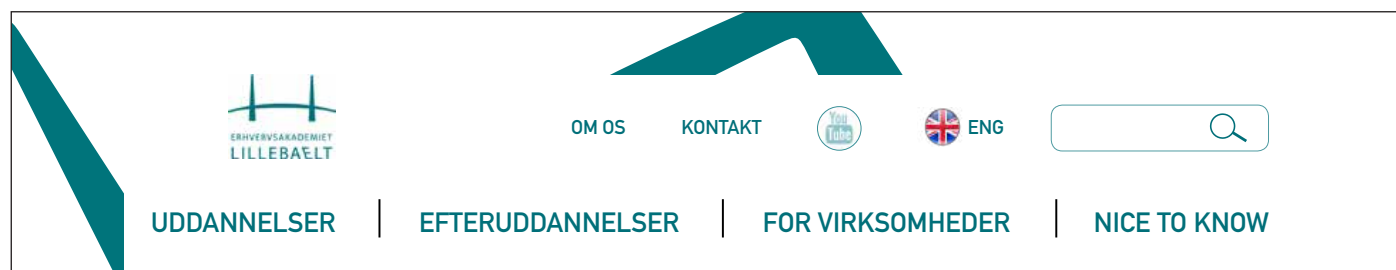 ERHVERVSAKADEMIET
LILLEBÆLT
OM OS KONTAKT You Tube ENG
UDDANNELSER EFTERUDDANNELSER FOR VIRKSOMHEDER NICE TO KNOW